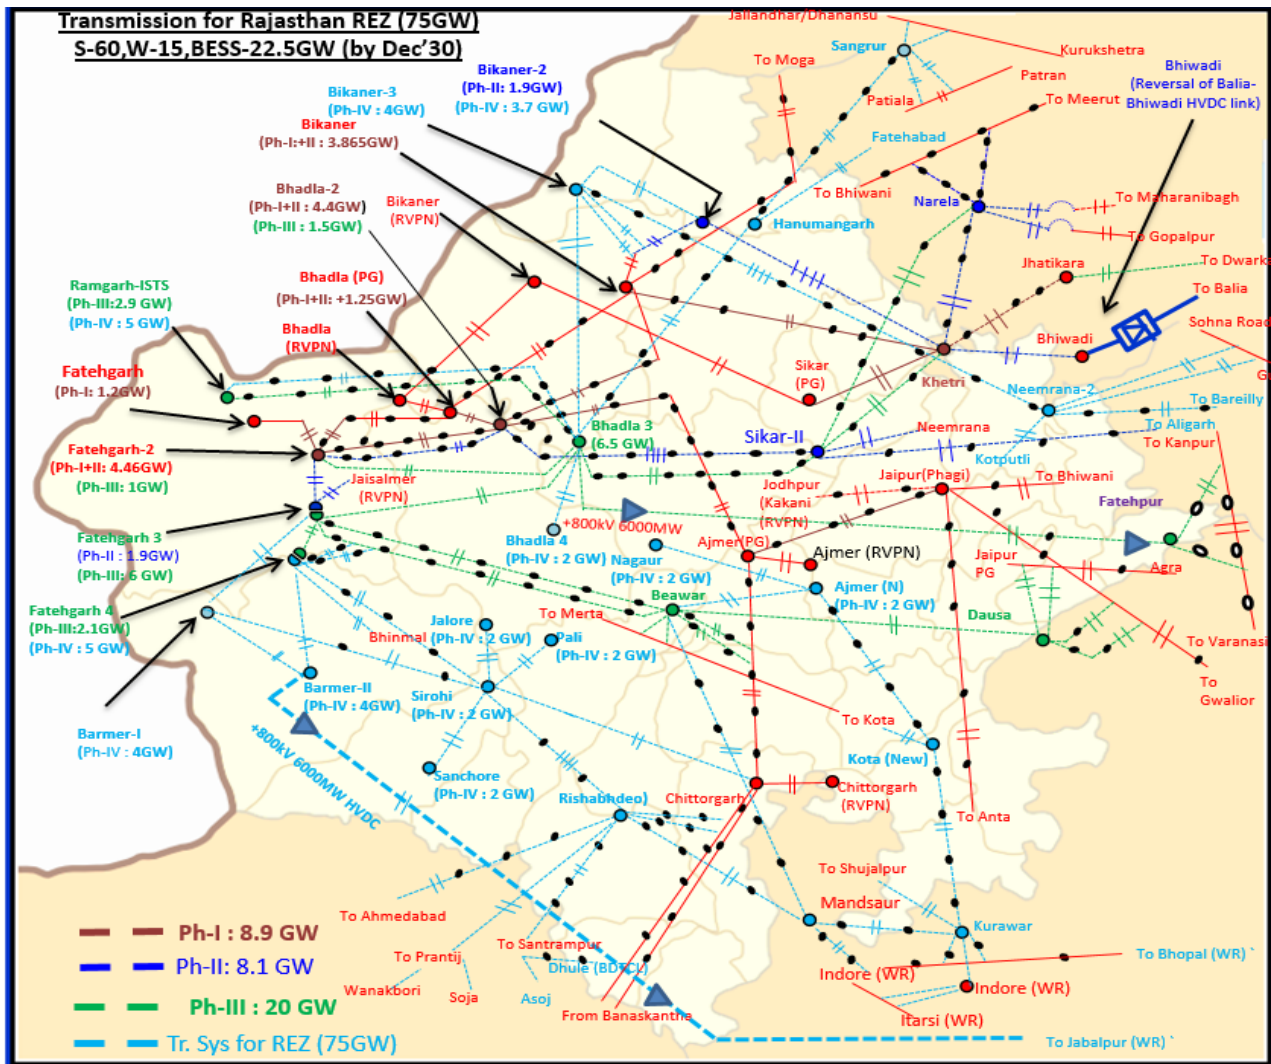 Transmission for Rajasthan REZ (75GW)
S-60,W-15,BESS-22.5GW (by Dec'30)
Jallandhar/Dhanansu
Sangrur
Kurukshetra
To Moga
Patran
Patiala
To Meerut
Bhiwadi
(Reversal of Balia-
Bhiwadi HVDC link)
Bikaner-2
(Ph-II: 1.9GW)
(Ph-IV : 3.7 GW)
Bikaner-3
(Ph-IV : 4GW)
Bikaner
(Ph-I:+II : 3.865GW)
Fatehabad
To Bhiwani
Narela
To Maharanibagh
To Gopalpur
Hanumangarh
Bhadla-2
(Ph-I+II : 4.4GW)
(Ph-III : 1.5GW)
Bikaner
(RVPN)
Jhatikara
To Dwarka
To Balia
Ramgarh-ISTS
(Ph-III:2.9 GW)
(Ph-IV : 5 GW)
Bhadla (PG)
(Ph-I+II: +1.25GW)
Bhadla
(RVPN)
Bhiwadi
Sohna Road
G
Fatehgarh
(Ph-I: 1.2GW)
Sikar
(PG)
Khetri
Neemrana-2
To Bareilly
To Aligarh
To Kanpur
Fatehgarh-2
(Ph-I+II: 4.46GW)
(Ph-III: 1GW)
Bhadla 3
(6.5 GW)
Sikar-II
Neemrana
Kotputli
Jaisalmer
(RVPN)
Jodhpur
(Kakani
(RVPN)
Jaipur(Phagi)
To Bhiwani
Fatehpur
Fatehgarh 3
(Ph-II : 1.9GW)
(Ph-III: 6 GW)
+800kV 6000MW
Bhadla 4
(Ph-IV : 2 GW)
Nagaur
(Ph-IV : 2 GW)
Ajmer(PG)
Ajmer (RVPN)
Jaipur
PG
Agra
Fatehgarh 4
(Ph-III:2.1GW)
(Ph-IV : 5 GW)
Beawar
Ajmer (N)
(Ph-IV : 2 GW)
Dausa
To Merta
Bhinmal
Jalore
(Ph-IV : 2 GW)
Pali
(Ph-IV : 2 GW)
To Varanasi
To
Gwalior
Barmer-II
(Ph-IV : 4GW)
Sirohi
(Ph-IV : 2 GW)
Barmer-I
(Ph-IV : 4GW)
+800kV 6000MW HVDC
To Kota
Kota (New)
Sanchore
(Ph-IV : 2 GW)
Rishabhdeo)
Chittorgarh
Chittorgarh
(RVPN)
To Anta
To Shujalpur
Mandsaur
Kurawar
To Ahmedabad
To Prantij
To Santrampur
Dhule (BDTCL)
Wanakbori
Soja
Asoj
From Banaskantha
Indore (WR)
To Bhopal (WR) `
Indore (WR)
Itarsi (WR)
To Jabalpur (WR) `
Ph-I : 8.9 GW
Ph-II: 8.1 GW
Ph-III : 20 GW
Tr. Sys for REZ (75GW)